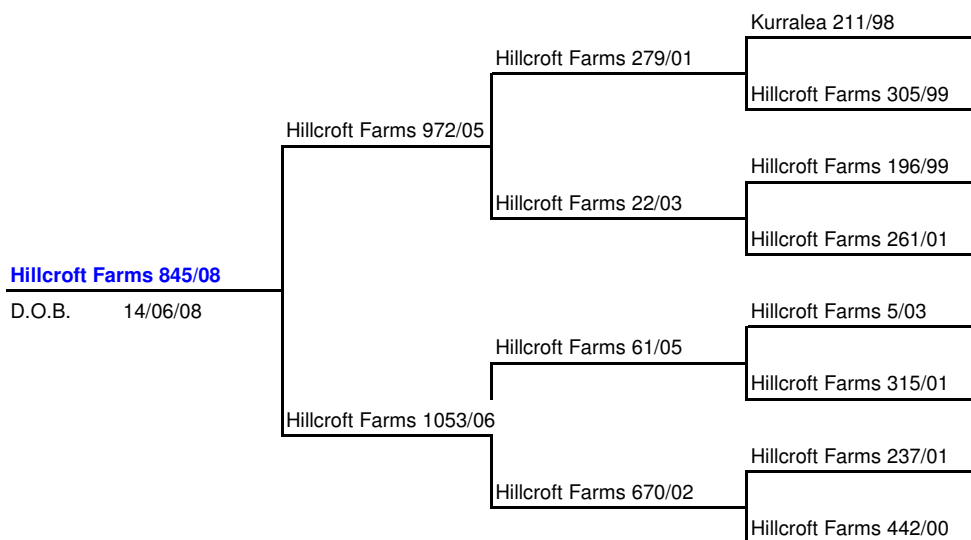 Kurralea 211/98
Hillcroft Farms 279/01
Hillcroft Farms 305/99
Hillcroft Farms 972/05
Hillcroft Farms 196/99
Hillcroft Farms 22/03
Hillcroft Farms 261/01
Hillcroft Farms 845/08
D.O.B. 14/06/08
Hillcroft Farms 5/03
Hillcroft Farms 61/05
Hillcroft Farms 315/01
Hillcroft Farms 1053/06
Hillcroft Farms 237/01
Hillcroft Farms 670/02
Hillcroft Farms 442/00